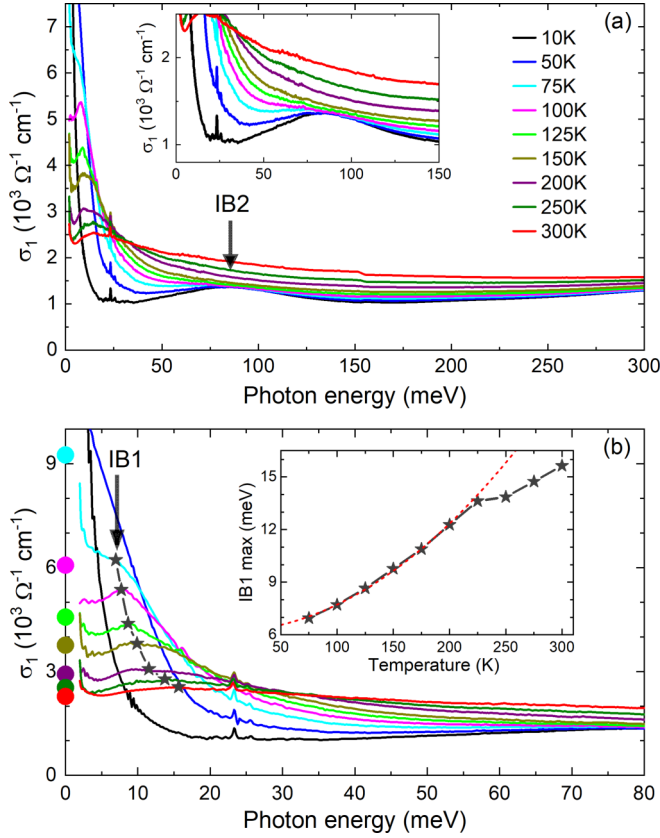 (a)
σ₁ (10³ Ω⁻¹ cm⁻¹)
7
6
5
4
3
2
1
0
0 50 100 150 200 250 300
Photon energy (meV)
σ₁ (10³ Ω⁻¹ cm⁻¹)
2
1
0 50 100 150
IB2
10K
50K
75K
100K
125K
150K
200K
250K
300K
(b)
σ₁ (10³ Ω⁻¹ cm⁻¹)
9
6
3
0
0 10 20 30 40 50 60 70 80
Photon energy (meV)
IB1
IB1 max (meV)
15
12
9
6
50 100 150 200 250 300
Temperature (K)